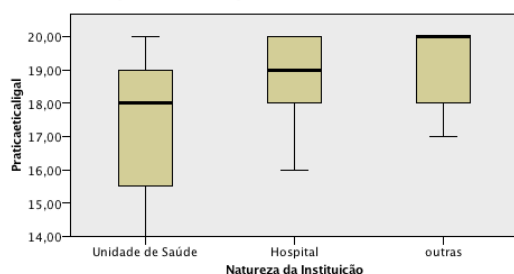 Praticaeticaligal
20,00
19,00
18,00
17,00
16,00
15,00
14,00
Unidade de Saúde
Hospital
outras
Natureza da Instituição